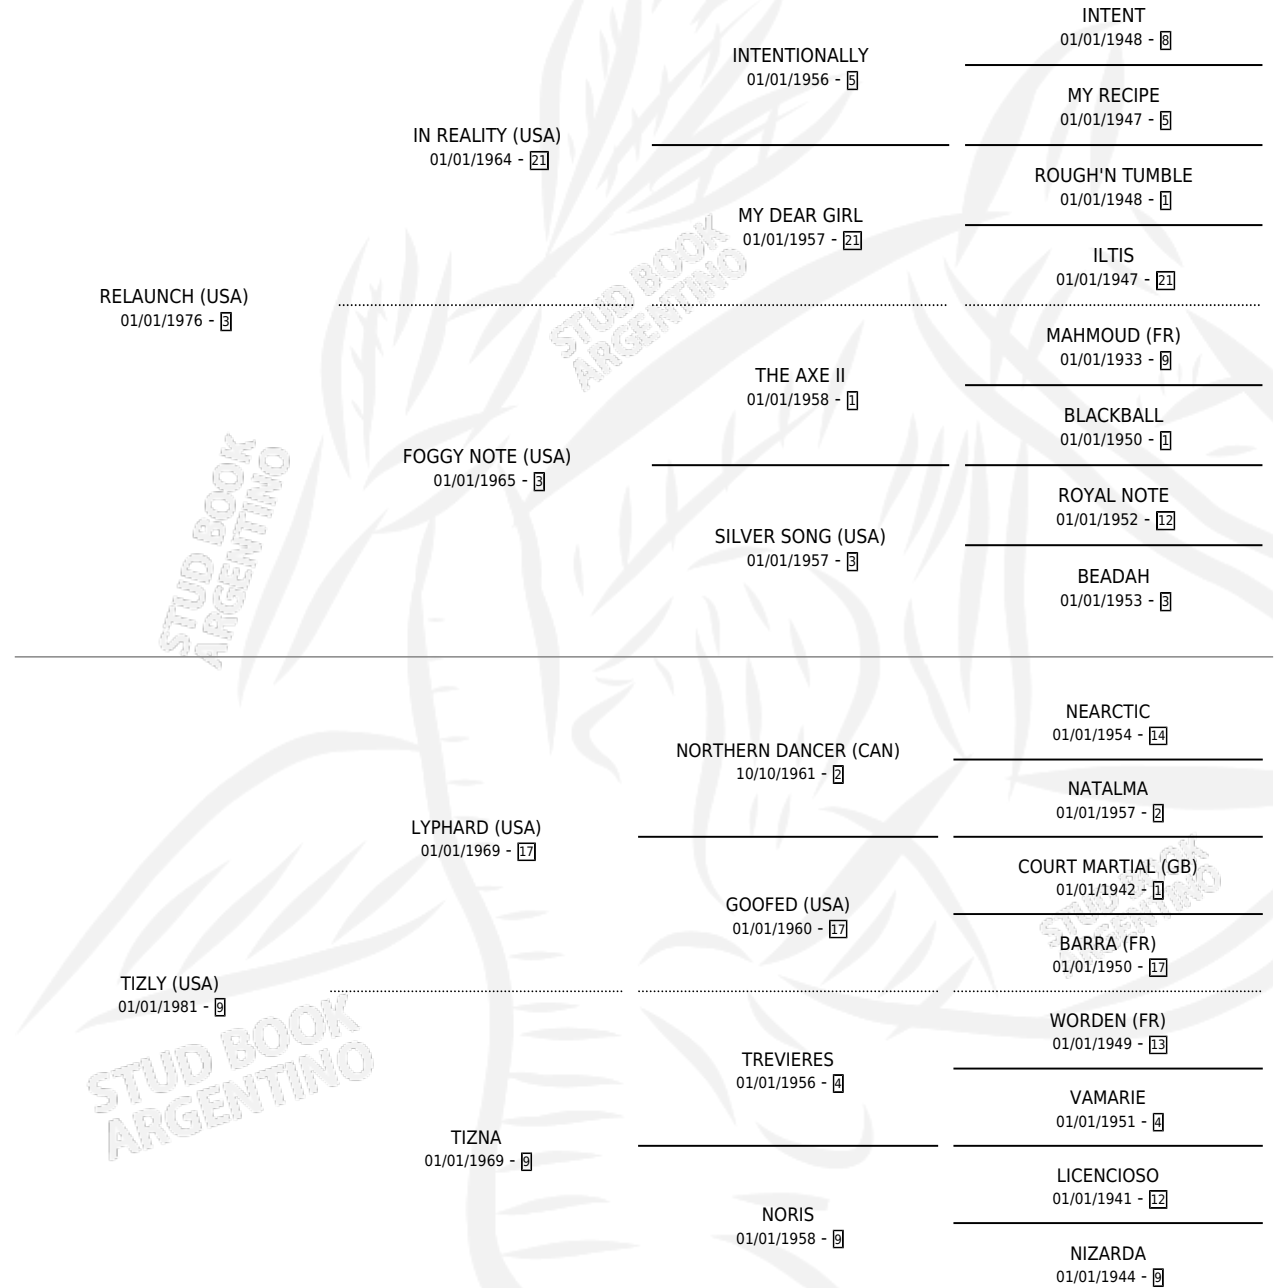 INTENT
01/01/1948 - 8
INTENTIONALLY
01/01/1956 - 5
MY RECIPE
01/01/1947 - 5
IN REALITY (USA)
01/01/1964 - 21
ROUGH'N TUMBLE
01/01/1948 - 1
MY DEAR GIRL
01/01/1957 - 21
ILTIS
01/01/1947 - 21
RELAUNCH (USA)
01/01/1976 - 3
MAHMOUD (FR)
01/01/1933 - 9
THE AXE II
01/01/1958 - 1
BLACKBALL
01/01/1950 - 1
FOGGY NOTE (USA)
01/01/1965 - 3
ROYAL NOTE
01/01/1952 - 12
SILVER SONG (USA)
01/01/1957 - 3
BEADAH
01/01/1953 - 3
NEARCTIC
01/01/1954 - 14
NORTHERN DANCER (CAN)
10/10/1961 - 2
NATALMA
01/01/1957 - 2
LYPHARD (USA)
01/01/1969 - 17
COURT MARTIAL (GB)
01/01/1942 - 1
GOOFED (USA)
01/01/1960 - 17
BARRA (FR)
01/01/1950 - 17
TIZLY (USA)
01/01/1981 - 9
WORDEN (FR)
01/01/1949 - 13
TREVIERES
01/01/1956 - 4
VAMARIE
01/01/1951 - 4
TIZNA
01/01/1969 - 9
LICENCIOSO
01/01/1941 - 12
NORIS
01/01/1958 - 9
NIZARDA
01/01/1944 - 9
STUD BOOK
ARGENTINO
STUD BOOK
ARGENTINO
STUD BOOK
ARGENTINO
STUD BOOK
ARGENTINO